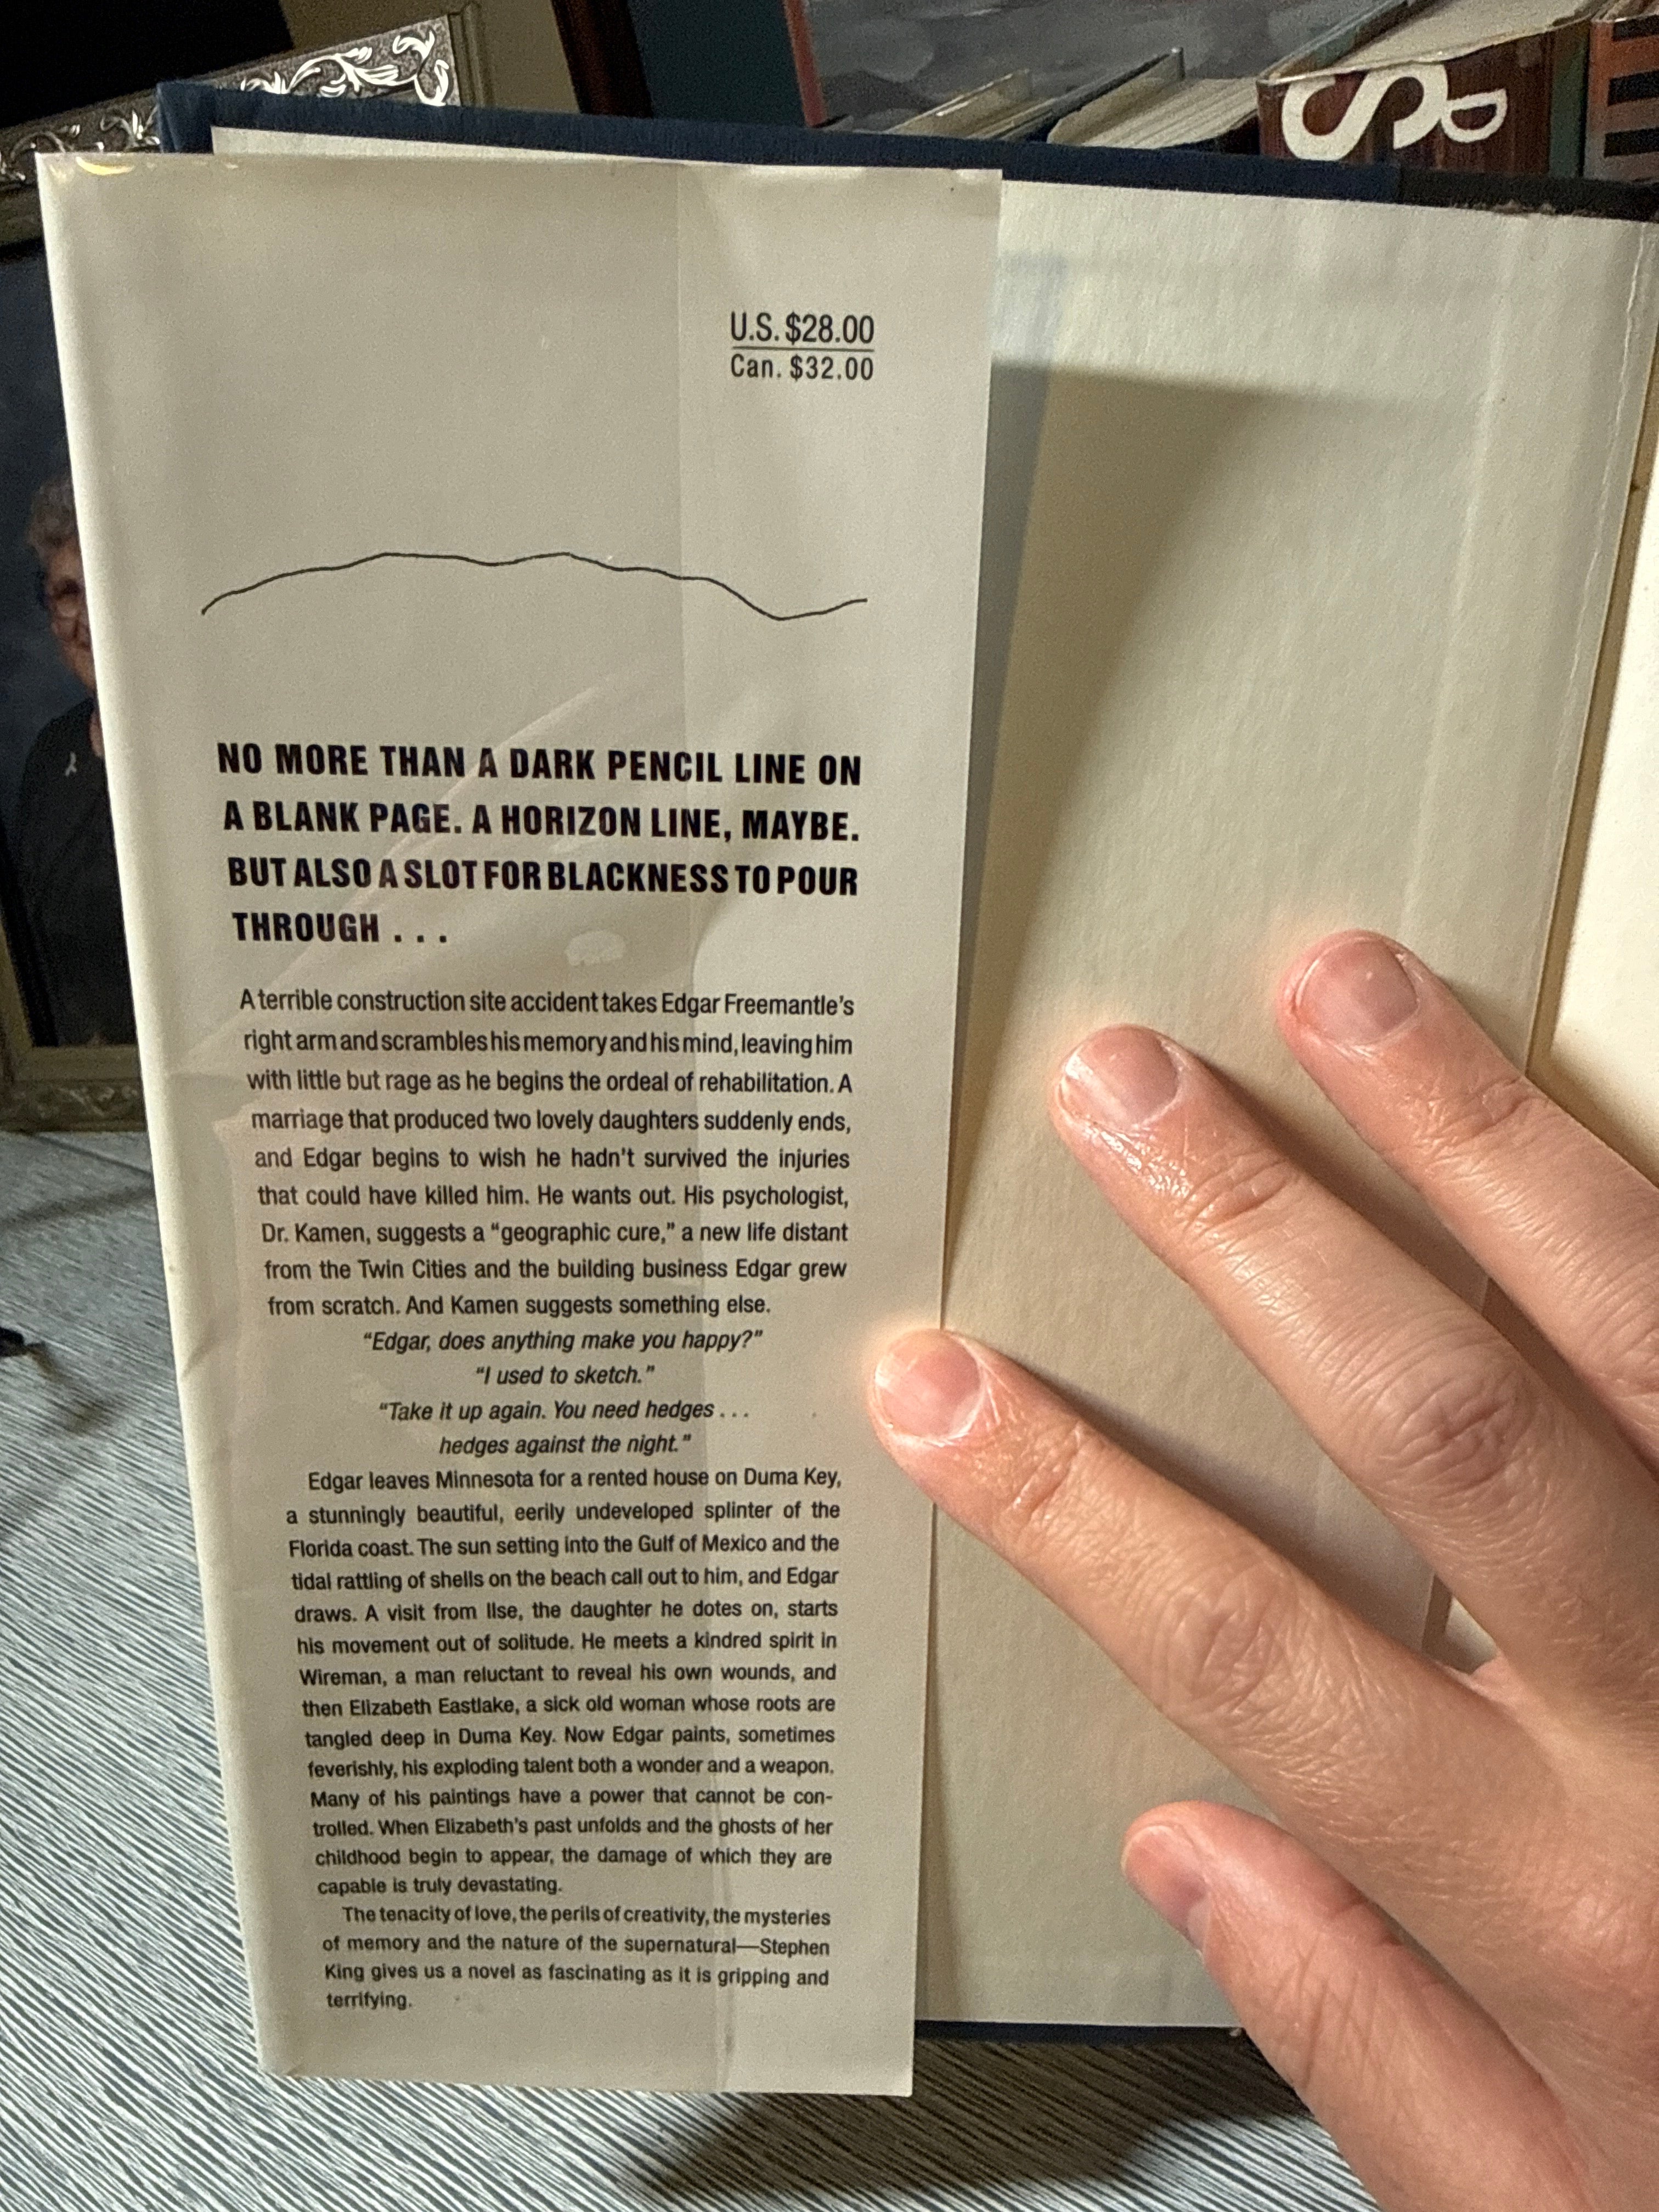 U.S. $28.00
Can. $32.00
NO MORE THAN A DARK PENCIL LINE ON
A BLANK PAGE. A HORIZON LINE, MAYBE.
BUT ALSO A SLOT FOR BLACKNESS TO POUR
THROUGH . . .
A terrible construction site accident takes Edgar Freemantle's
right arm and scrambles his memory and his mind, leaving him
with little but rage as he begins the ordeal of rehabilitation. A
marriage that produced two lovely daughters suddenly ends,
and Edgar begins to wish he hadn't survived the injuries
that could have killed him. He wants out. His psychologist,
Dr. Kamen, suggests a “geographic cure,” a new life distant
from the Twin Cities and the building business Edgar grew
from scratch. And Kamen suggests something else.
“Edgar, does anything make you happy?”
“I used to sketch.”
“Take it up again. You need hedges . . .
hedges against the night.”
Edgar leaves Minnesota for a rented house on Duma Key,
a stunningly beautiful, eerily undeveloped splinter of the
Florida coast. The sun setting into the Gulf of Mexico and the
tidal rattling of shells on the beach call out to him, and Edgar
draws. A visit from Ilse, the daughter he dotes on, starts
his movement out of solitude. He meets a kindred spirit in
Wireman, a man reluctant to reveal his own wounds, and
then Elizabeth Eastlake, a sick old woman whose roots are
tangled deep in Duma Key. Now Edgar paints, sometimes
feverishly, his exploding talent both a wonder and a weapon.
Many of his paintings have a power that cannot be con-
trolled. When Elizabeth's past unfolds and the ghosts of her
childhood begin to appear, the damage of which they are
capable is truly devastating.
The tenacity of love, the perils of creativity, the mysteries
of memory and the nature of the supernatural—Stephen
King gives us a novel as fascinating as it is gripping and
terrifying.